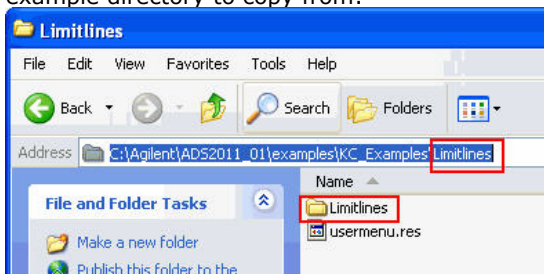 example directory to copy from.
Limitlines
File Edit View Favorites Tools Help
Back Search Folders
Address C:\Agilent\ADS2011_01\examples\KC_Examples\Limitlines
Name
File and Folder Tasks
Limitlines
usermenu.res
Make a new folder
Publish this folder to the